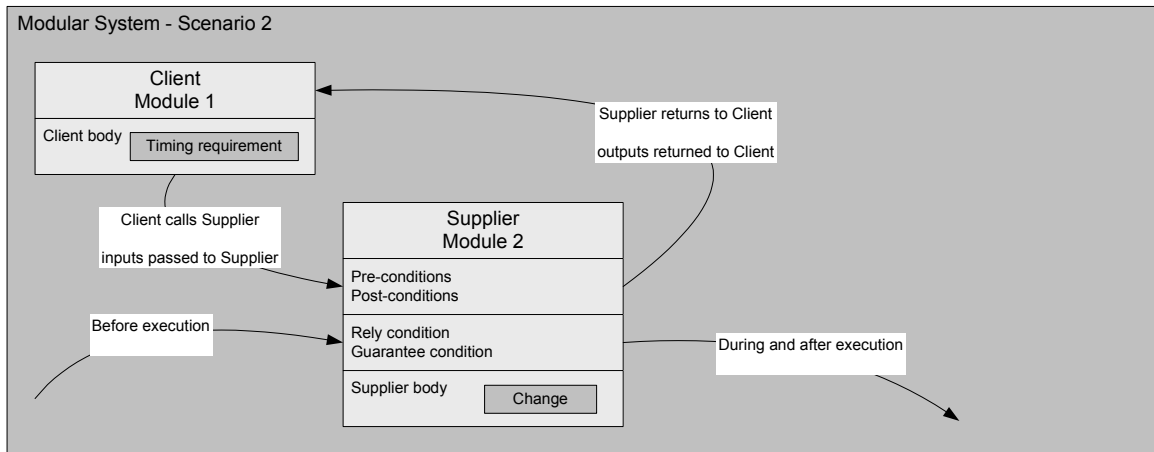 Modular System - Scenario 2
Client
Module 1
Client body
Timing requirement
Supplier returns to Client
outputs returned to Client
Client calls Supplier
inputs passed to Supplier
Supplier
Module 2
Pre-conditions
Post-conditions
Before execution
Rely condition
Guarantee condition
During and after execution
Supplier body
Change